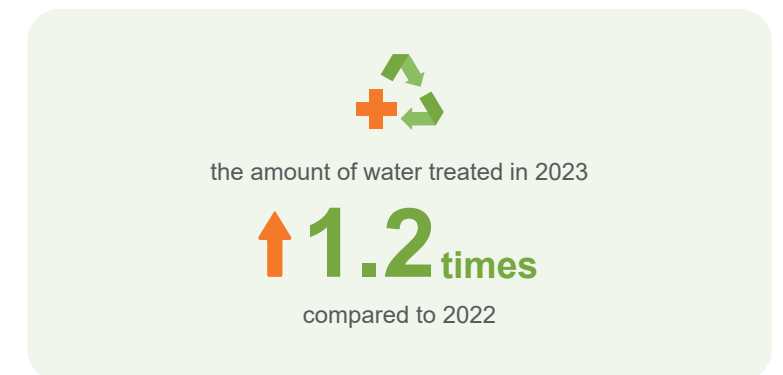 the amount of water treated in 2023
1.2 times
compared to 2022